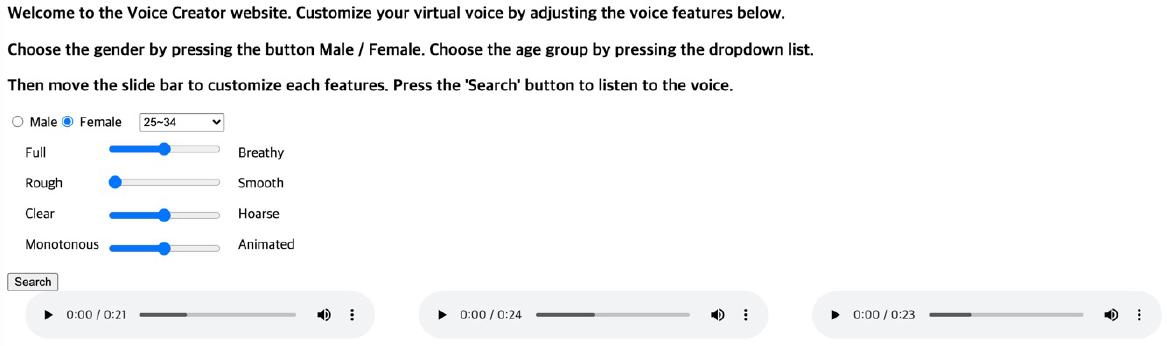 Welcome to the Voice Creator website. Customize your virtual voice by adjusting the voice features below.
Choose the gender by pressing the button Male / Female. Choose the age group by pressing the dropdown list.
Then move the slide bar to customize each features. Press the 'Search' button to listen to the voice.
Male Female 25~34
Full Breathy
Rough Smooth
Clear Hoarse
Monotonous Animated
Search
0:00 / 0:21 0:00 / 0:24 0:00 / 0:23